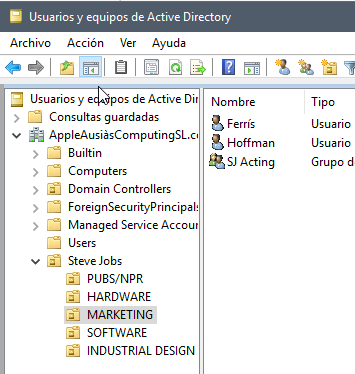 Usuarios y equipos de Active Directory
Archivo Acción Ver Ayuda
Usuarios y equipos de Active Dir
Consultas guardadas
AppleAusiàsComputingSL.c
Builtin
Computers
Domain Controllers
ForeignSecurityPrincipals
Managed Service Accour
Users
Steve Jobs
PUBS/NPR
HARDWARE
MARKETING
SOFTWARE
INDUSTRIAL DESIGN
Nombre Tipo
Ferrís Usuario
Hoffman Usuario
SJ Acting Grupo d